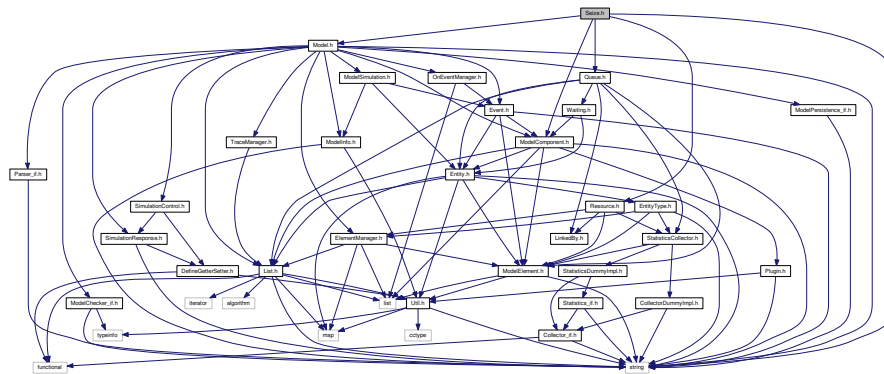 Seize.h
Model.h
ModelSimulation.h
OnEventManager.h
Queue.h
Event.h
Waiting.h
ModelPersistence_if.h
TraceManager.h
ModelInfo.h
ModelComponent.h
Parser_if.h
Entity.h
SimulationControl.h
Resource.h
EntityType.h
SimulationResponse.h
ElementManager.h
LinkedBy.h
StatisticsCollector.h
DefineGetterSetter.h
List.h
ModelElement.h
StatisticsDummyImpl.h
Plugin.h
ModelChecker_if.h
iterator
algorithm
list
Util.h
Statistics_if.h
CollectorDummyImpl.h
typeinfo
map
cctype
Collector_if.h
functional
string